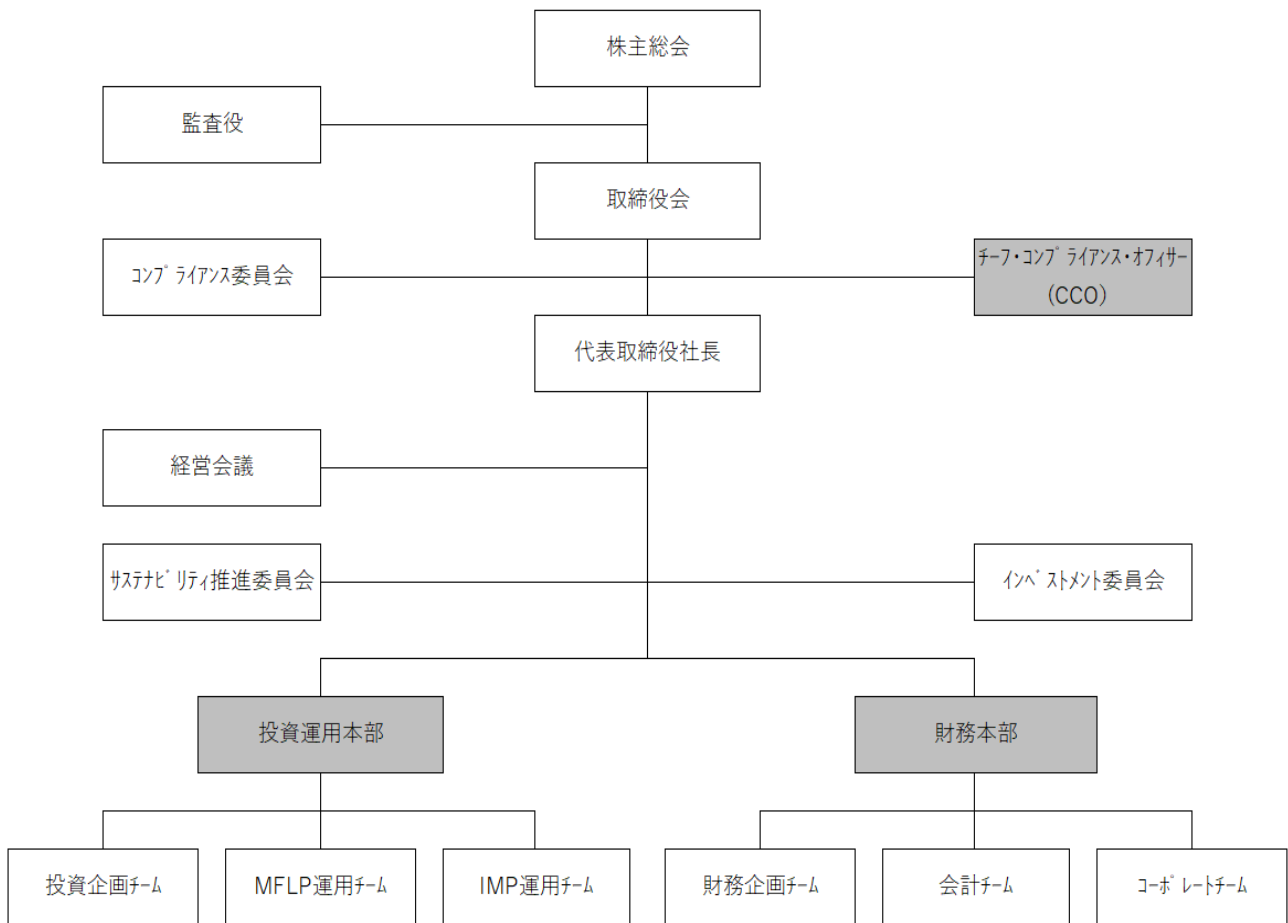 株主総会
監査役
取締役会
コンプライアンス委員会
チーフ・コンプライアンス・オフィサー
(CCO)
代表取締役社長
経営会議
サステナビリティ推進委員会
インベストメント委員会
投資運用本部
財務本部
投資企画チーム
MFLP運用チーム
IMP運用チーム
財務企画チーム
会計チーム
コーポレートチーム